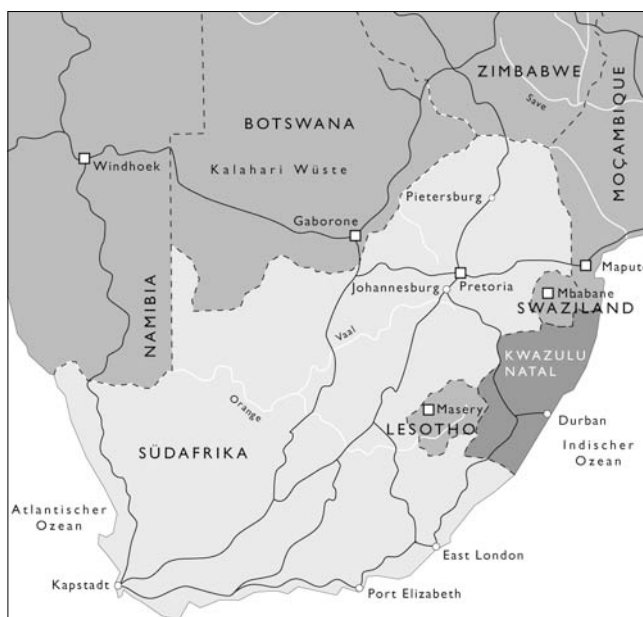 ZIMBABWE
Save
MOÇAMBIQUE
BOTSWANA
Windhoek
Kalahari Wüste
Pietersburg
Gaborone
Maputo
Johannesburg
Pretoria
Mbabane
SWAZILAND
NAMIBIA
Vaal
KWAZULU
NATAL
Orange
Masery
LESOTHO
Durban
SÜDAFRIKA
Indischer
Ozean
Atlantischer
Ozean
East London
Kapstadt
Port Elizabeth